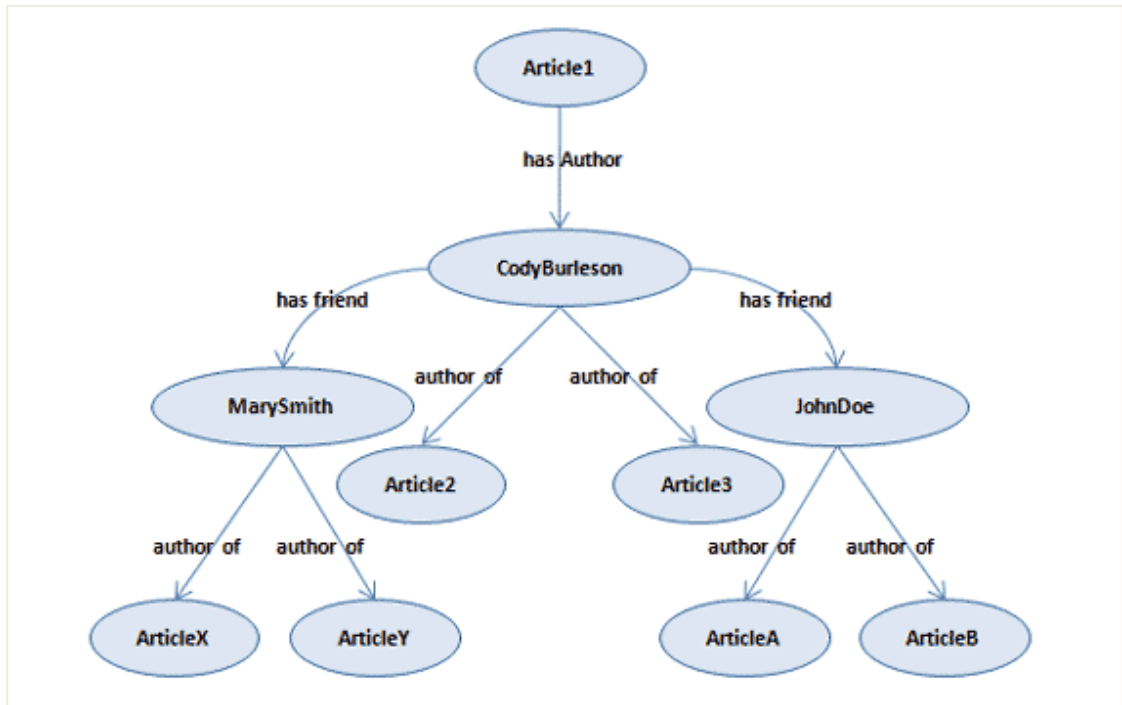 Article1
has Author
CodyBurleson
has friend
has friend
author of
author of
MarySmith
JohnDoe
Article2
Article3
author of
author of
author of
author of
ArticleX
ArticleY
ArticleA
ArticleB